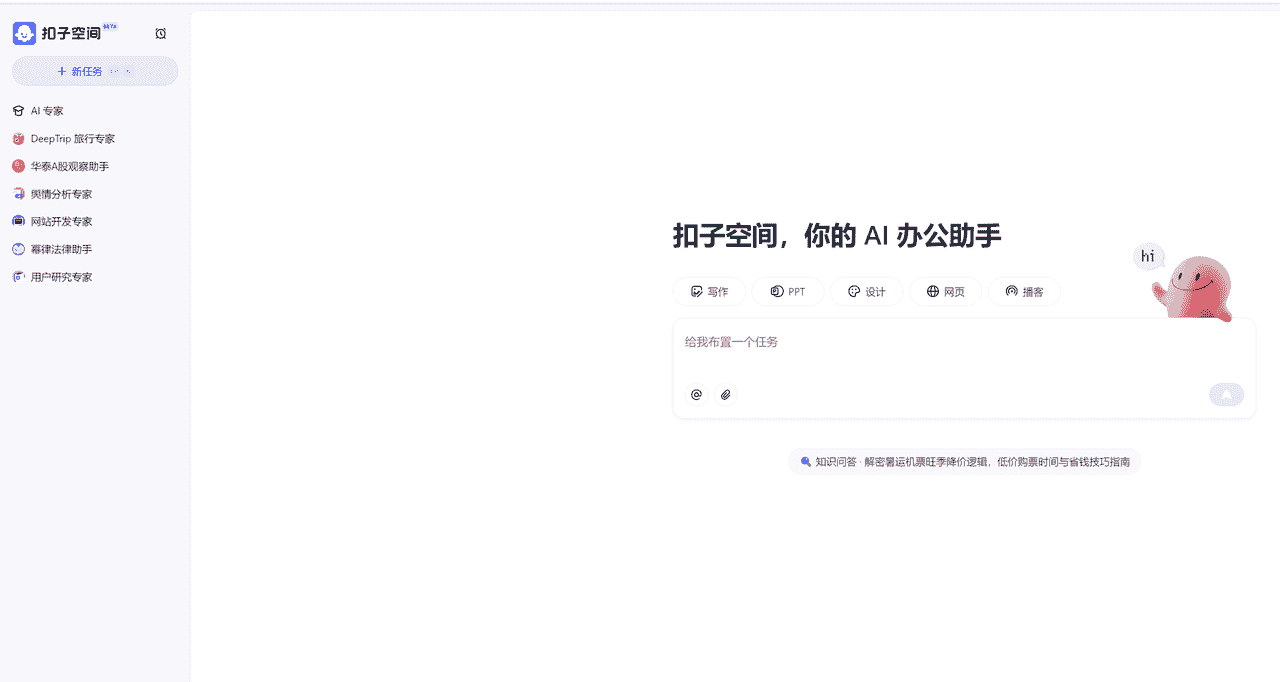 扣子空间
新任务
AI 专家
DeepTrip 旅行专家
华泰A股观察助手
舆情分析专家
网站开发专家
幂律法律助手
用户研究专家
扣子空间，你的 AI 办公助手
hi
写作 PPT 设计 网页 播客
给我布置一个任务
知识问答 · 解密暑运机票旺季降价逻辑，低价购票时间与省钱技巧指南